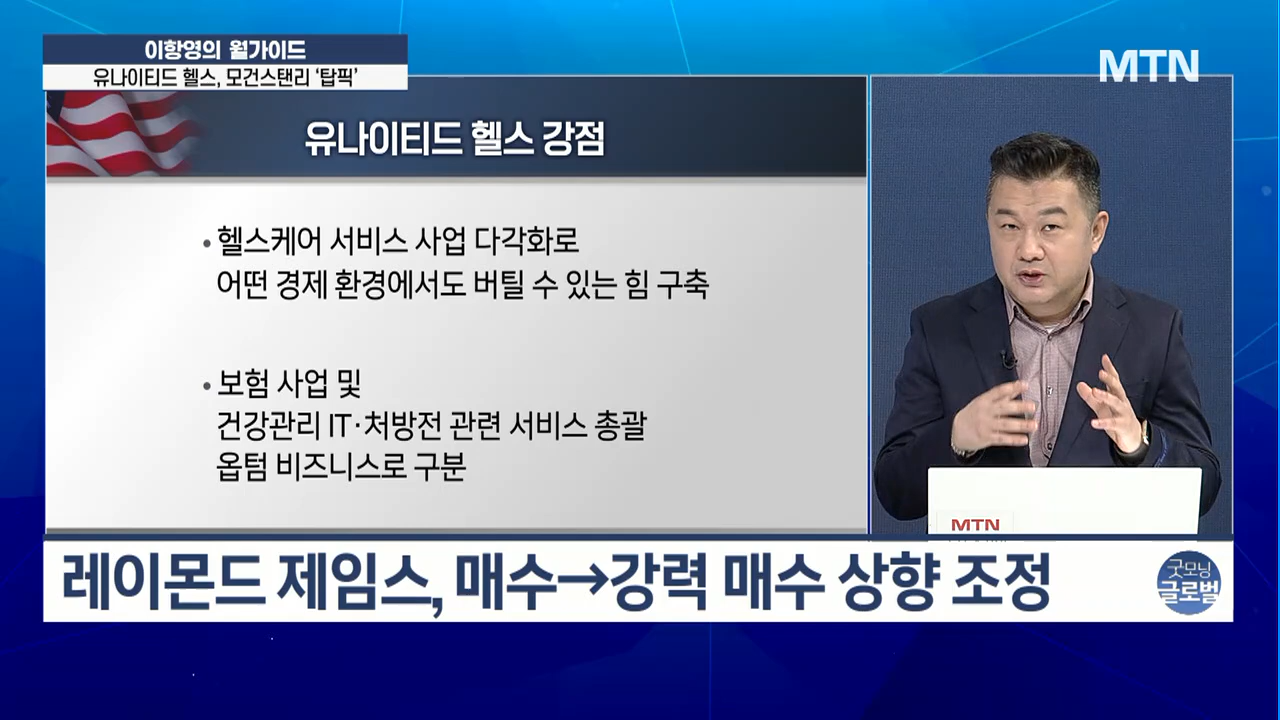 이항영의 월가이드
유나이티드 헬스, 모건스탠리 ‘탑픽’
MTN
유나이티드 헬스 강점
• 헬스케어 서비스 사업 다각화로
어떤 경제 환경에서도 버틸 수 있는 힘 구축
• 보험 사업 및
건강관리 IT·처방전 관련 서비스 총괄
옵텀 비즈니스로 구분
MTN
레이몬드 제임스, 매수→강력 매수 상향 조정
굿모닝
글로벌